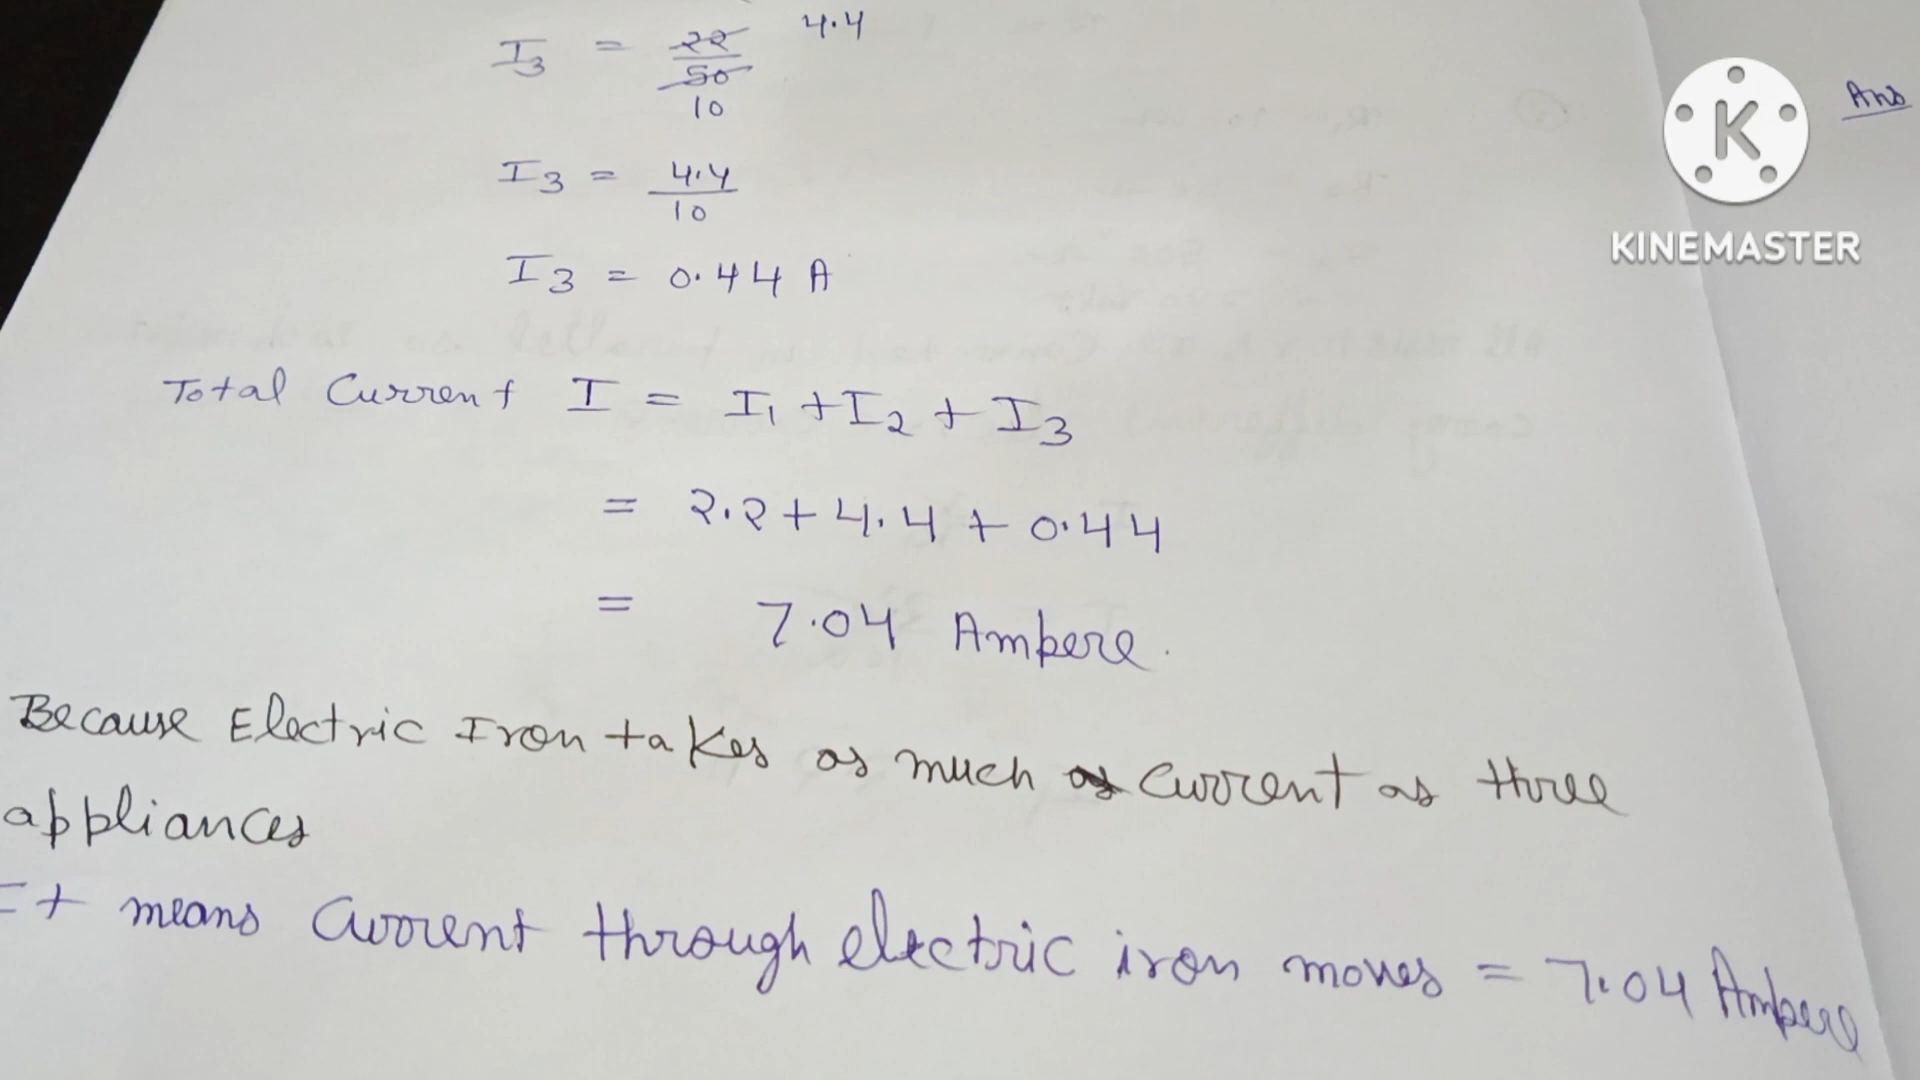 I3 = 22/50 4.4
10
Ans
K
KINEMASTER
I3 = 4.4/10
I3 = 0.44 A
Total Current I = I1 + I2 + I3
= 2.2 + 4.4 + 0.44
= 7.04 Ampere.
Because Electric Iron takes as much as current as three
appliances
It means current through electric iron moves = 7.04 Ampere